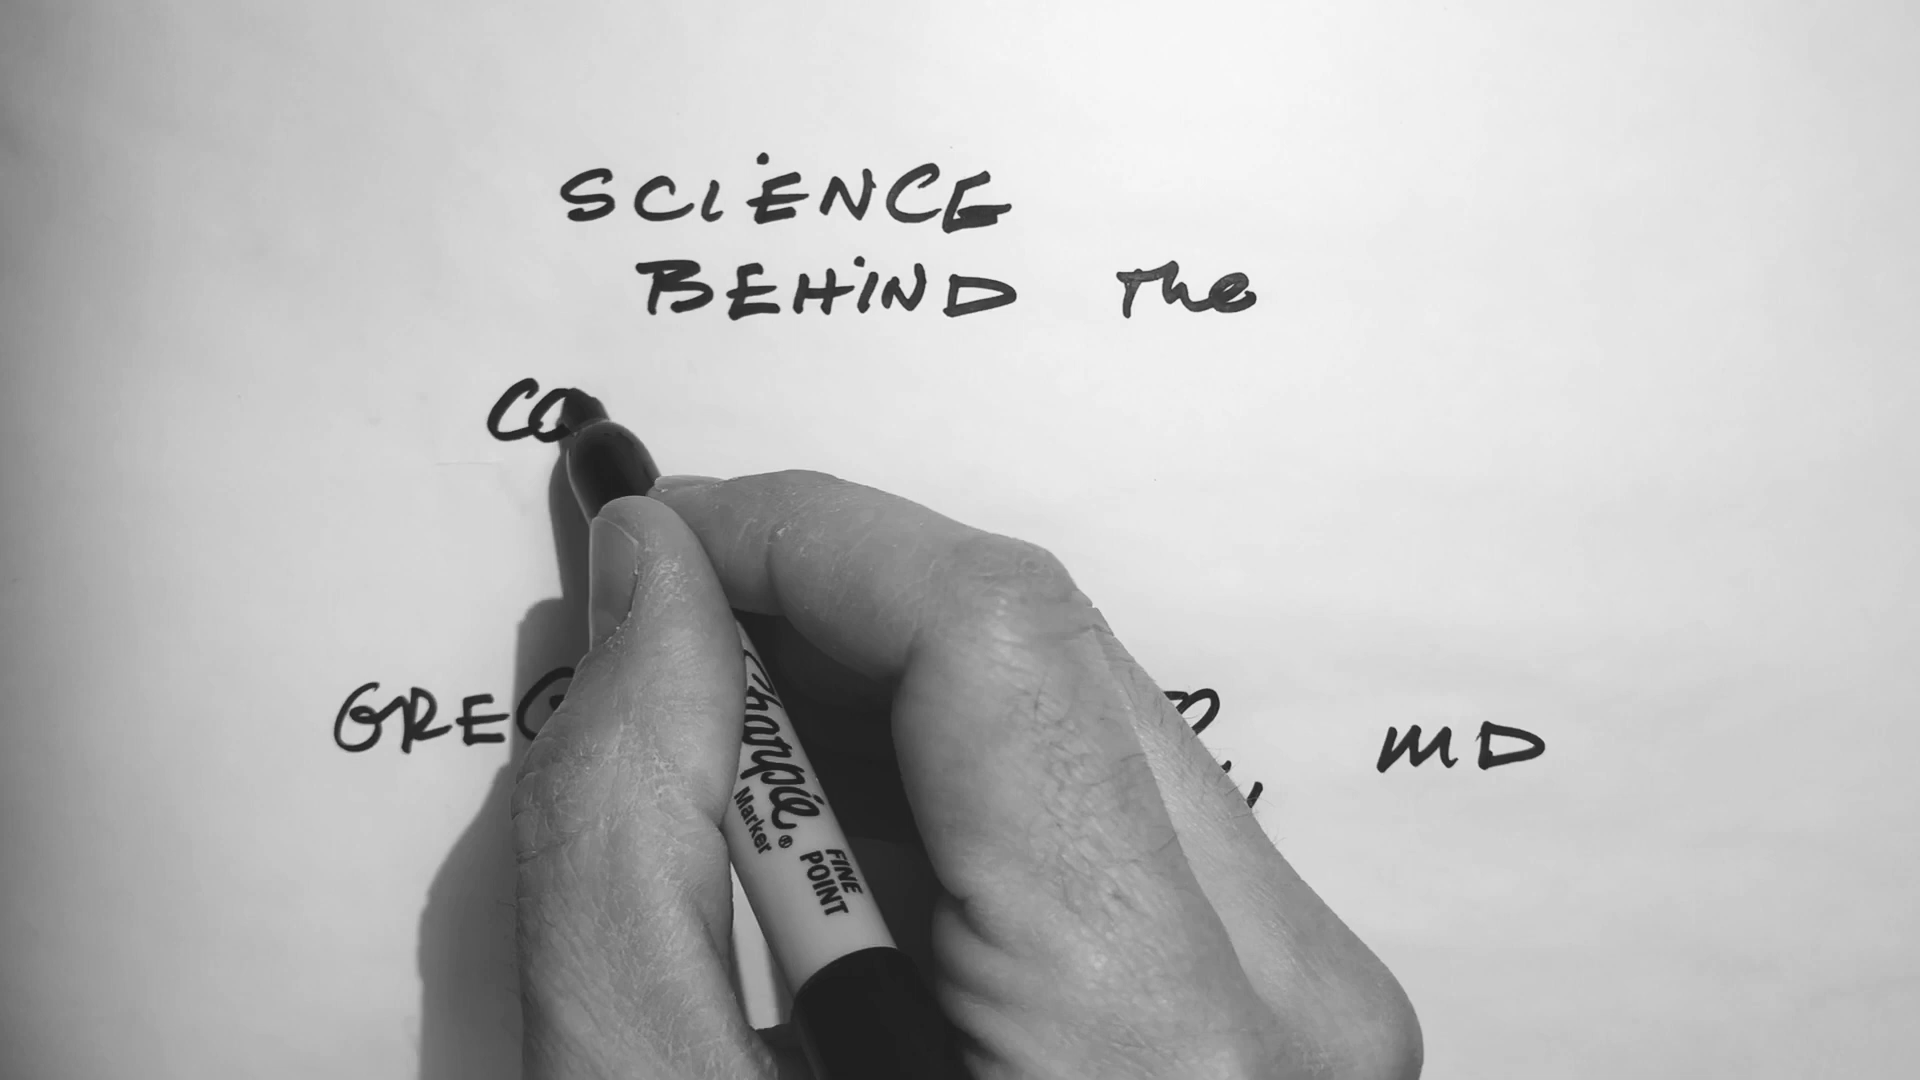 SCIENCE
BEHIND The
MD
Sharpie®
Marker
FINE
POINT